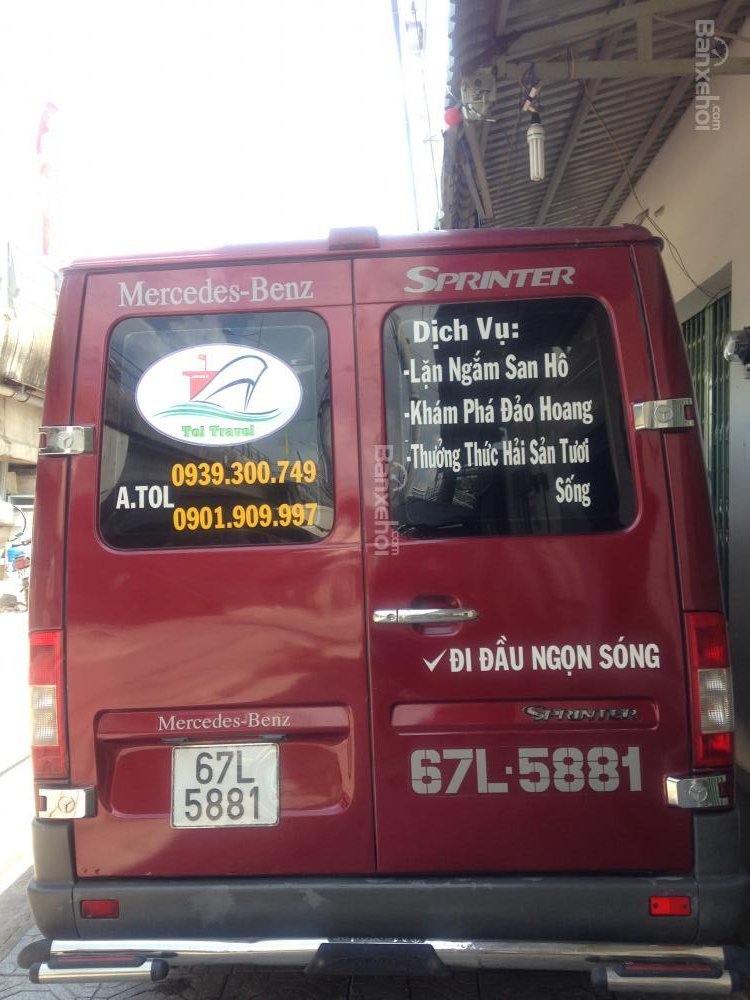 Banxehoi.com
Mercedes-Benz
SPRINTER
Tol Travel
A.TOL
0939.300.749
0901.909.997
Dịch Vụ:
-Lặn Ngắm San Hô
-Khám Phá Đảo Hoang
-Thưởng Thức Hải Sản Tươi
Sống
Banxehoi.com
✓ĐI ĐẦU NGỌN SÓNG
Mercedes-Benz
SPRINTER
67L
5881
67L·5881